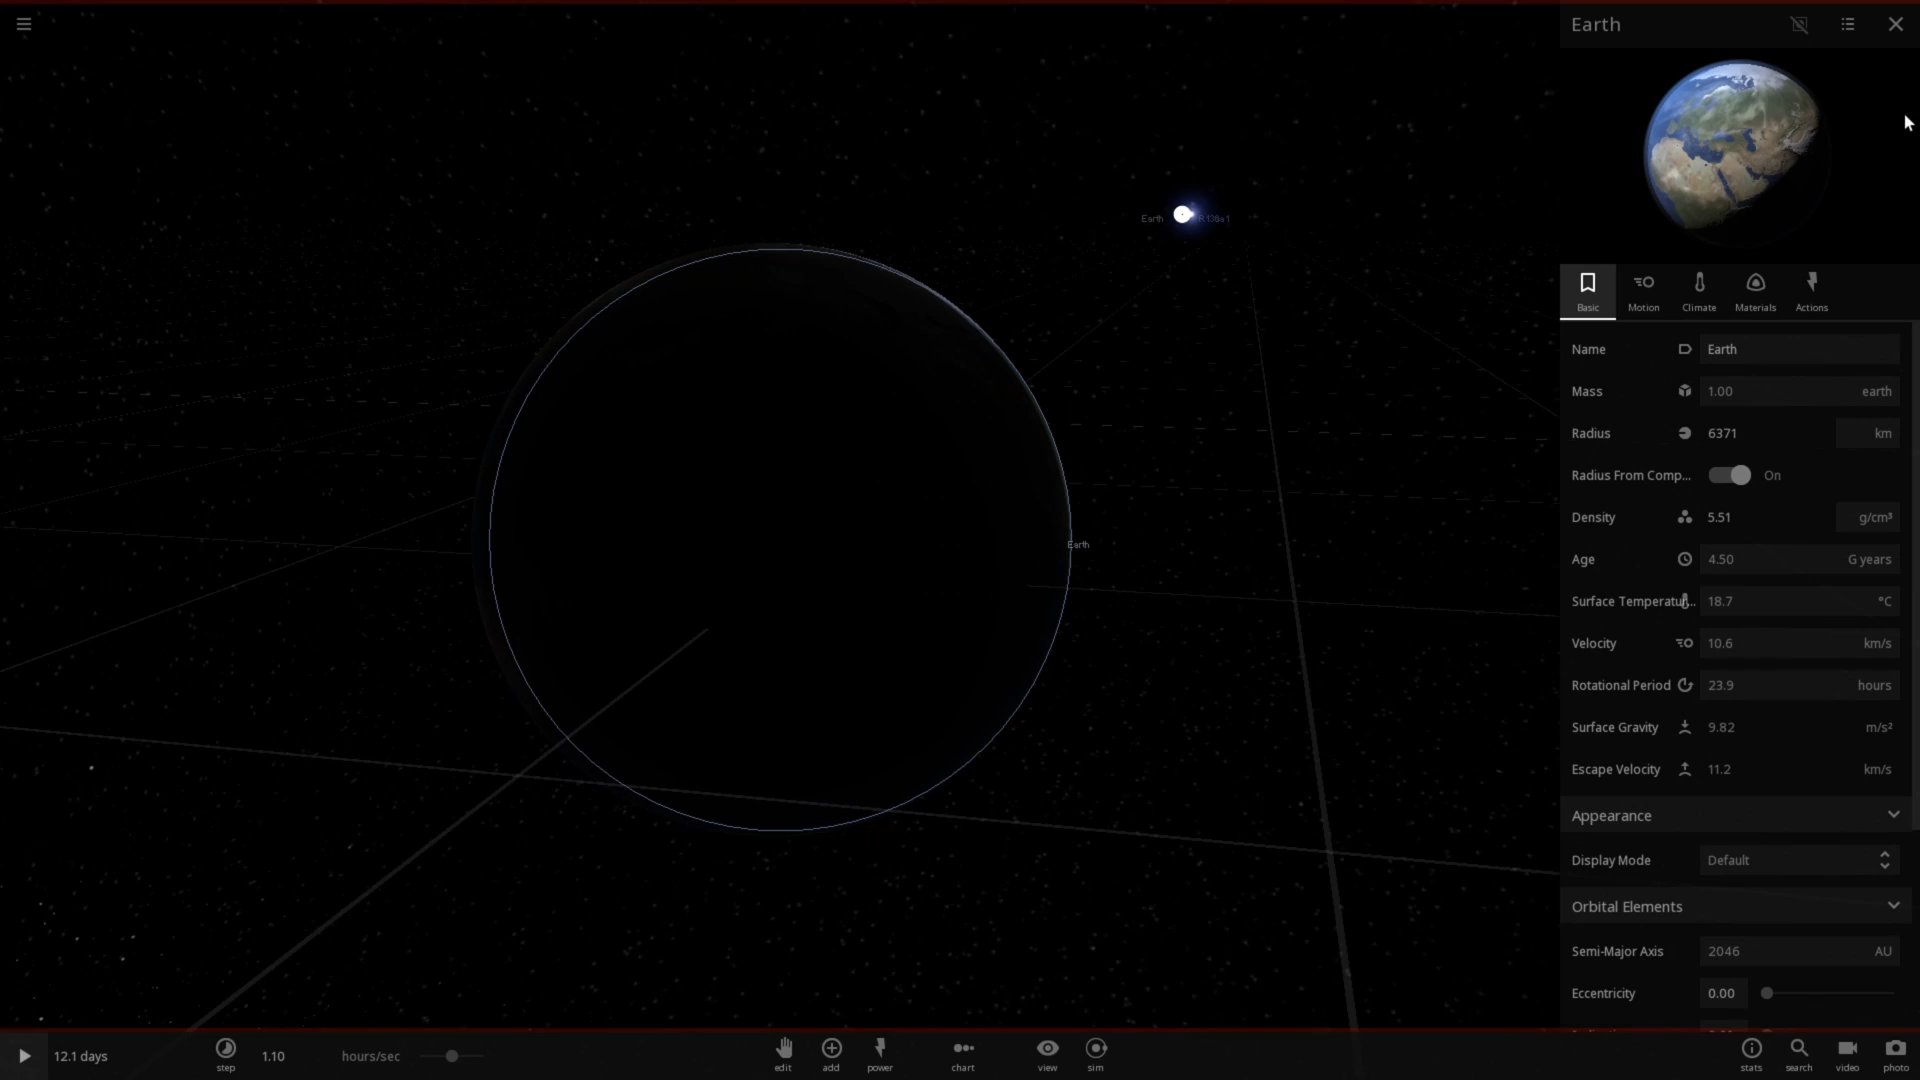 Earth
Earth R136a1
Earth
Basic Motion Climate Materials Actions
Name Earth
Mass 1.00 earth
Radius 6371 km
Radius From Comp... On
Density 5.51 g/cm³
Age 4.50 G years
Surface Temperatur... 18.7 °C
Velocity 10.6 km/s
Rotational Period 23.9 hours
Surface Gravity 9.82 m/s²
Escape Velocity 11.2 km/s
Appearance
Display Mode Default
Orbital Elements
Semi-Major Axis 2046 AU
Eccentricity 0.00
12.1 days step 1.10 hours/sec edit add power chart view sim stats search video photo